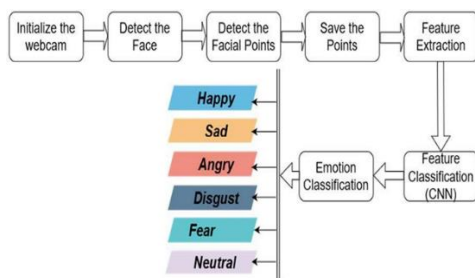 Initialize the
webcam
Detect the
Face
Detect the
Facial Points
Save the
Points
Feature
Extraction
Happy
Sad
Angry
Disgust
Fear
Neutral
Emotion
Classification
Feature
Classification
(CNN)